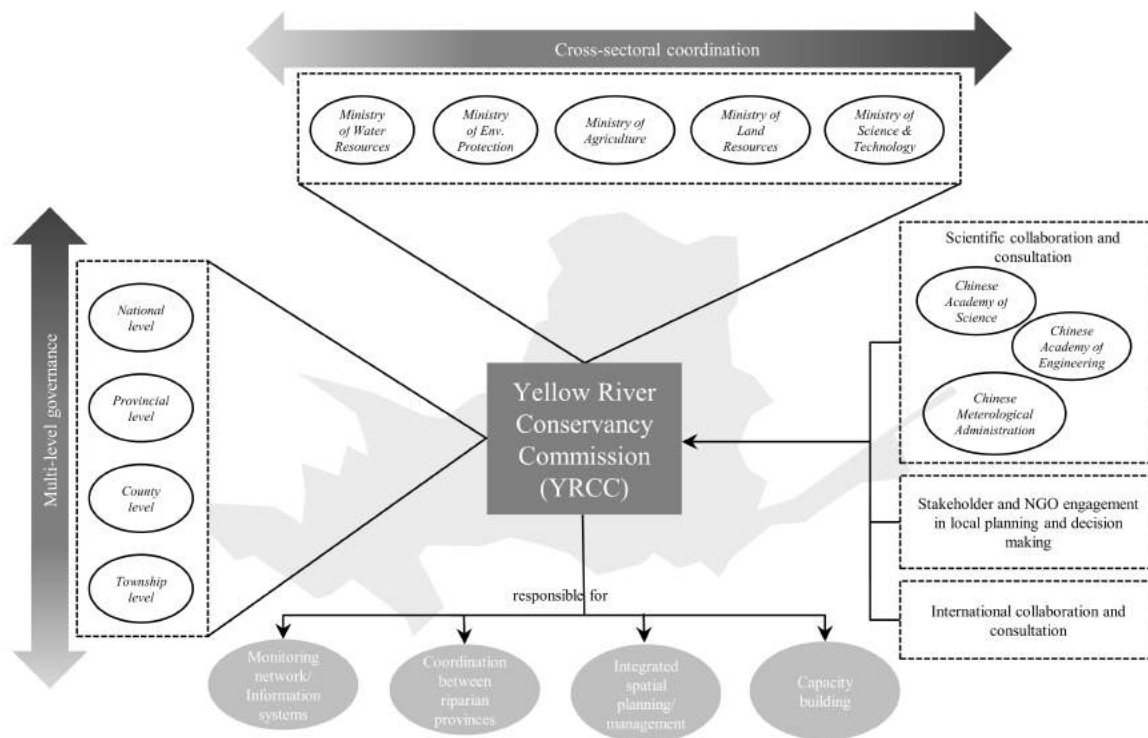 Cross-sectoral coordination
Ministry
of Water
Resources
Ministry
of Env.
Protection
Ministry of
Agriculture
Ministry of
Land
Resources
Ministry of
Science &
Technology
Multi-level governance
National
level
Provincial
level
County
level
Township
level
Yellow River
Conservancy
Commission
(YRCC)
Scientific collaboration and
consultation
Chinese
Academy of
Science
Chinese
Academy of
Engineering
Chinese
Meterological
Administration
Stakeholder and NGO engagement
in local planning and decision
making
International collaboration and
consultation
responsible for
Monitoring
network/
Information
systems
Coordination
between
riparian
provinces
Integrated
spatial
planning/
management
Capacity
building